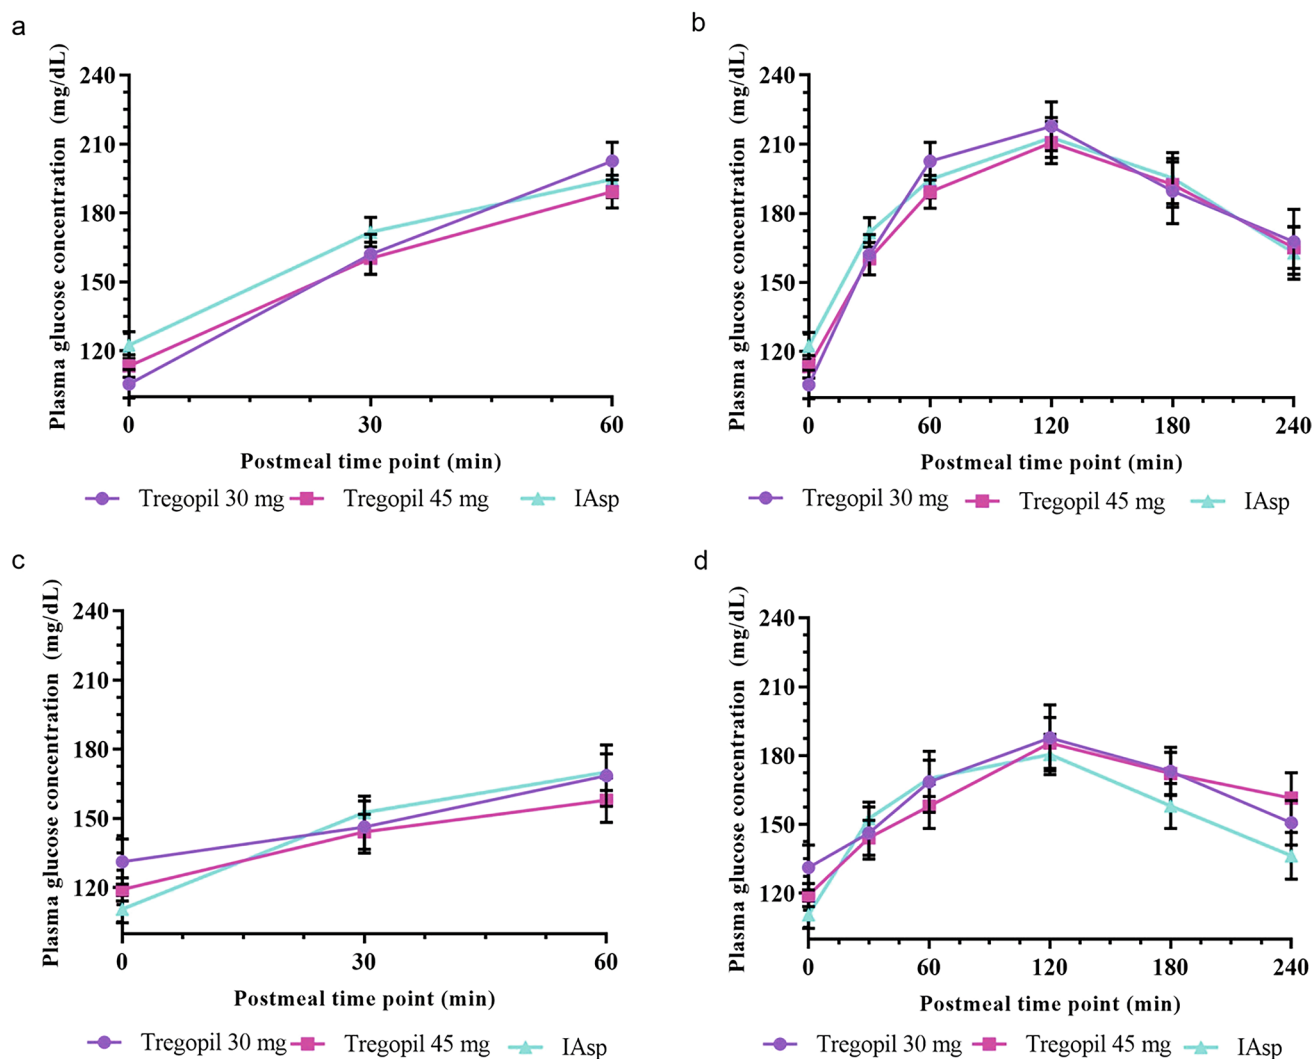 a
Plasma glucose concentration (mg/dL)
240
210
180
150
120
0 30 60
Postmeal time point (min)
Tregopil 30 mg Tregopil 45 mg IAsp
b
Plasma glucose concentration (mg/dL)
240
210
180
150
120
0 60 120 180 240
Postmeal time point (min)
Tregopil 30 mg Tregopil 45 mg IAsp
c
Plasma glucose concentration (mg/dL)
240
210
180
150
120
0 30 60
Postmeal time point (min)
Tregopil 30 mg Tregopil 45 mg IAsp
d
Plasma glucose concentration (mg/dL)
240
210
180
150
120
0 60 120 180 240
Postmeal time point (min)
Tregopil 30 mg Tregopil 45 mg IAsp